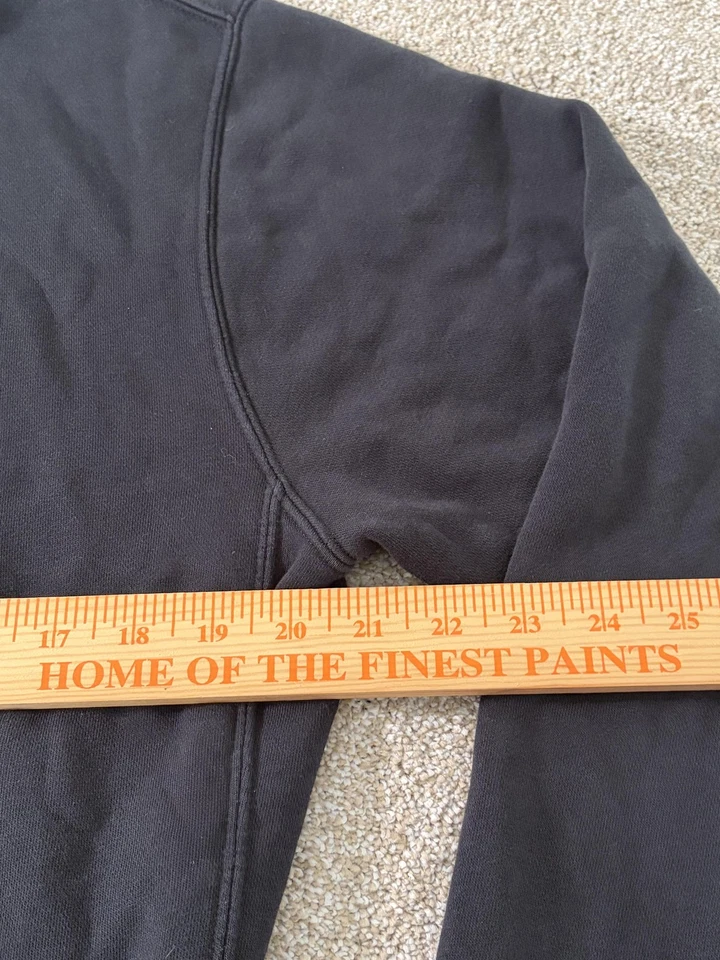 17 18 19 20 21 22 23 24 25
HOME OF THE FINEST PAINTS